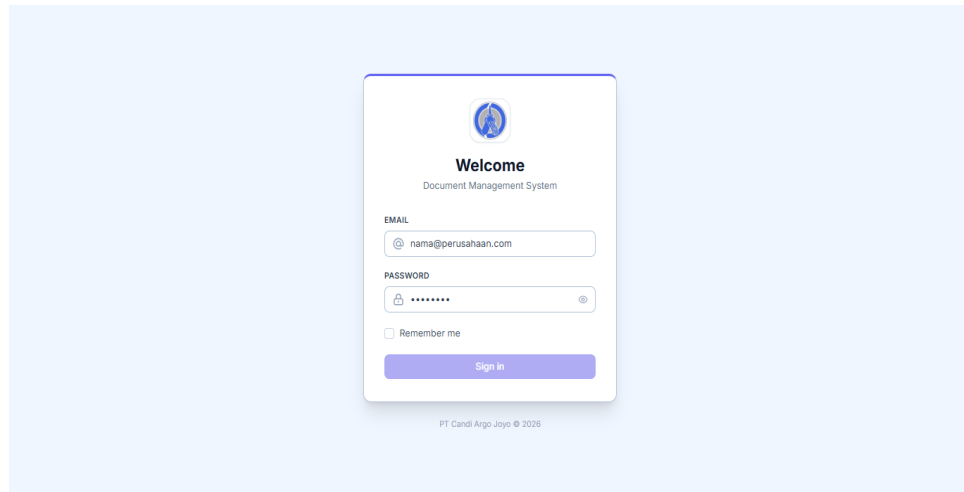 Welcome
Document Management System
EMAIL
nama@perusahaan.com
PASSWORD
••••••••
Remember me
Sign in
PT Candi Argo Joyo © 2026